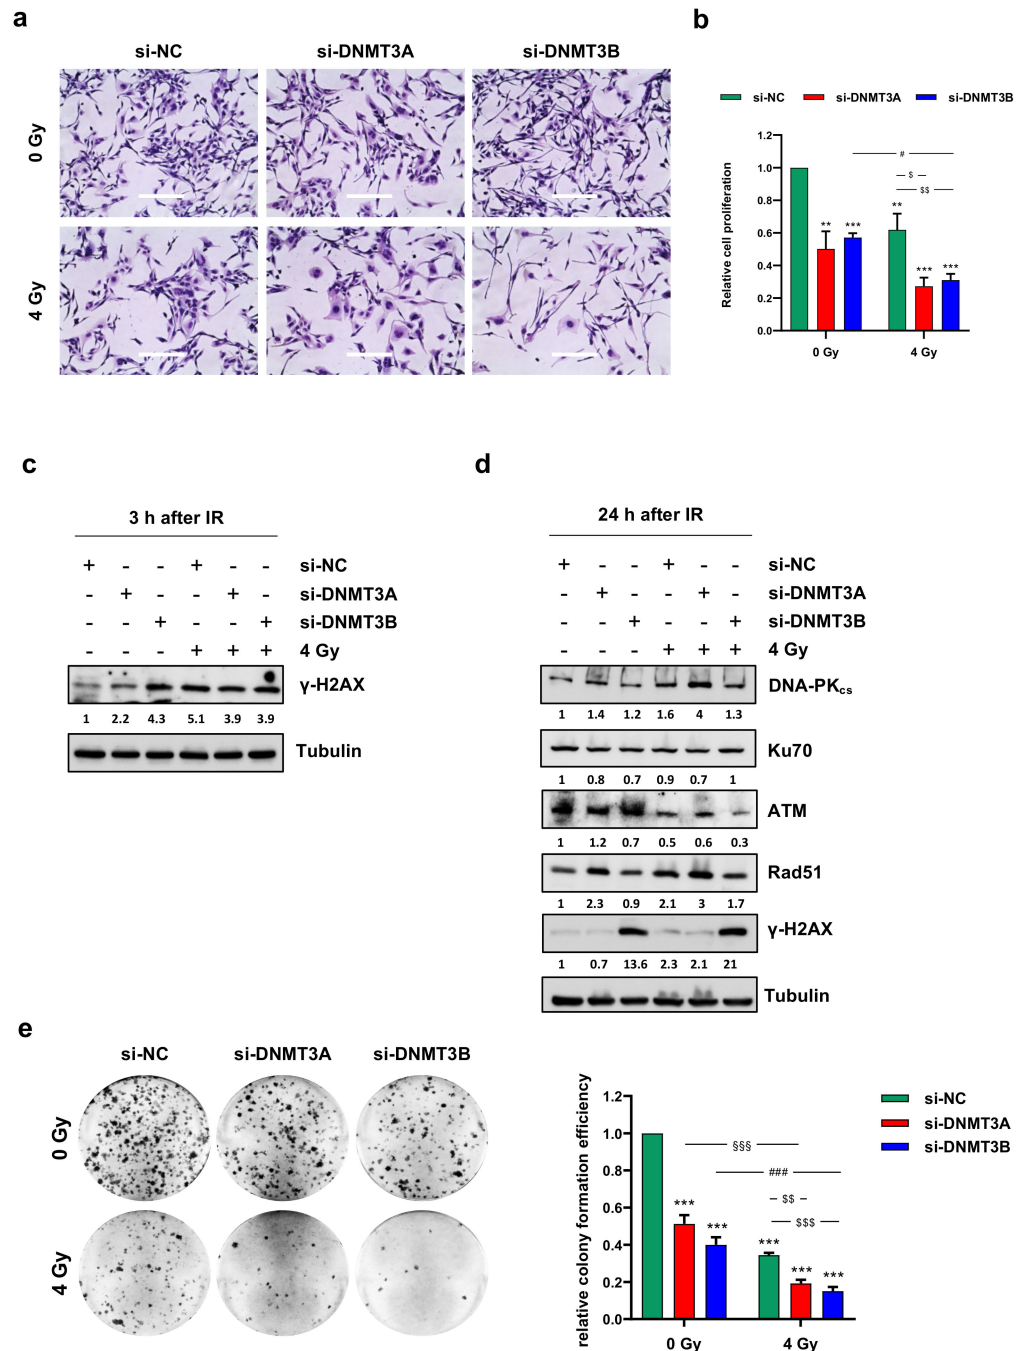 a
si-NC si-DNMT3A si-DNMT3B
0 Gy
4 Gy
b
si-NC si-DNMT3A si-DNMT3B
Relative cell proliferation
1.2
1.0
0.8
0.6
0.4
0.2
0.0
#
$
$$
** *** ** *** ***
0 Gy 4 Gy
c
3 h after IR
+ - - + - - si-NC
- + - - + - si-DNMT3A
- - + - - + si-DNMT3B
- - - + + + 4 Gy
γ-H2AX
1 2.2 4.3 5.1 3.9 3.9
Tubulin
d
24 h after IR
+ - - + - - si-NC
- + - - + - si-DNMT3A
- - + - - + si-DNMT3B
- - - + + + 4 Gy
DNA-PKcs
1 1.4 1.2 1.6 4 1.3
Ku70
1 0.8 0.7 0.9 0.7 1
ATM
1 1.2 0.7 0.5 0.6 0.3
Rad51
1 2.3 0.9 2.1 3 1.7
γ-H2AX
1 0.7 13.6 2.3 2.1 21
Tubulin
e
si-NC si-DNMT3A si-DNMT3B
0 Gy
4 Gy
relative colony formation efficiency
1.2
1.0
0.8
0.6
0.4
0.2
0.0
§§§
###
$$
$$$
*** *** *** *** ***
0 Gy 4 Gy
si-NC
si-DNMT3A
si-DNMT3B